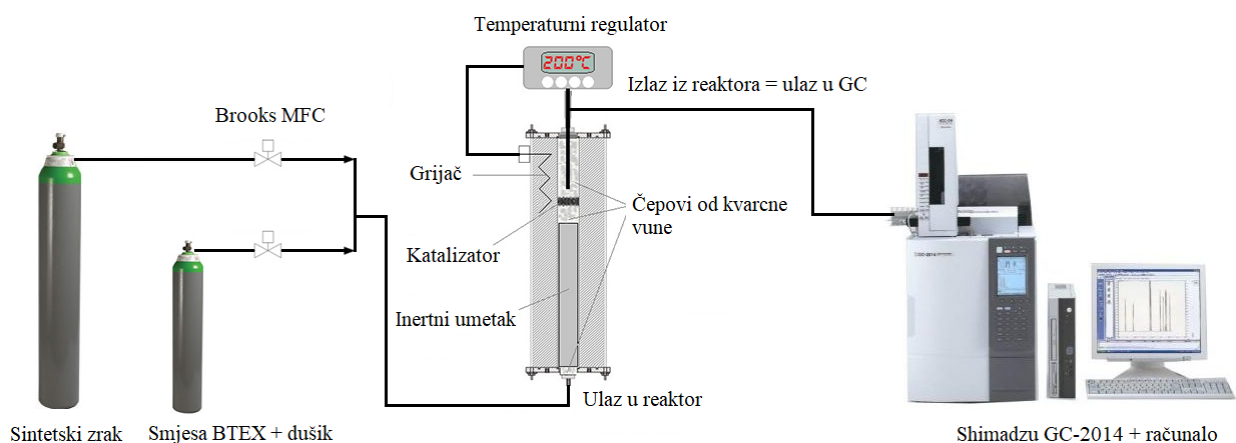 Temperaturni regulator
200°C
Izlaz iz reaktora = ulaz u GC
Brooks MFC
Grijač
Čepovi od kvarcne
vune
Katalizator
Inertni umetak
Ulaz u reaktor
Sintetski zrak
Smjesa BTEX + dušik
Shimadzu GC-2014 + računalo